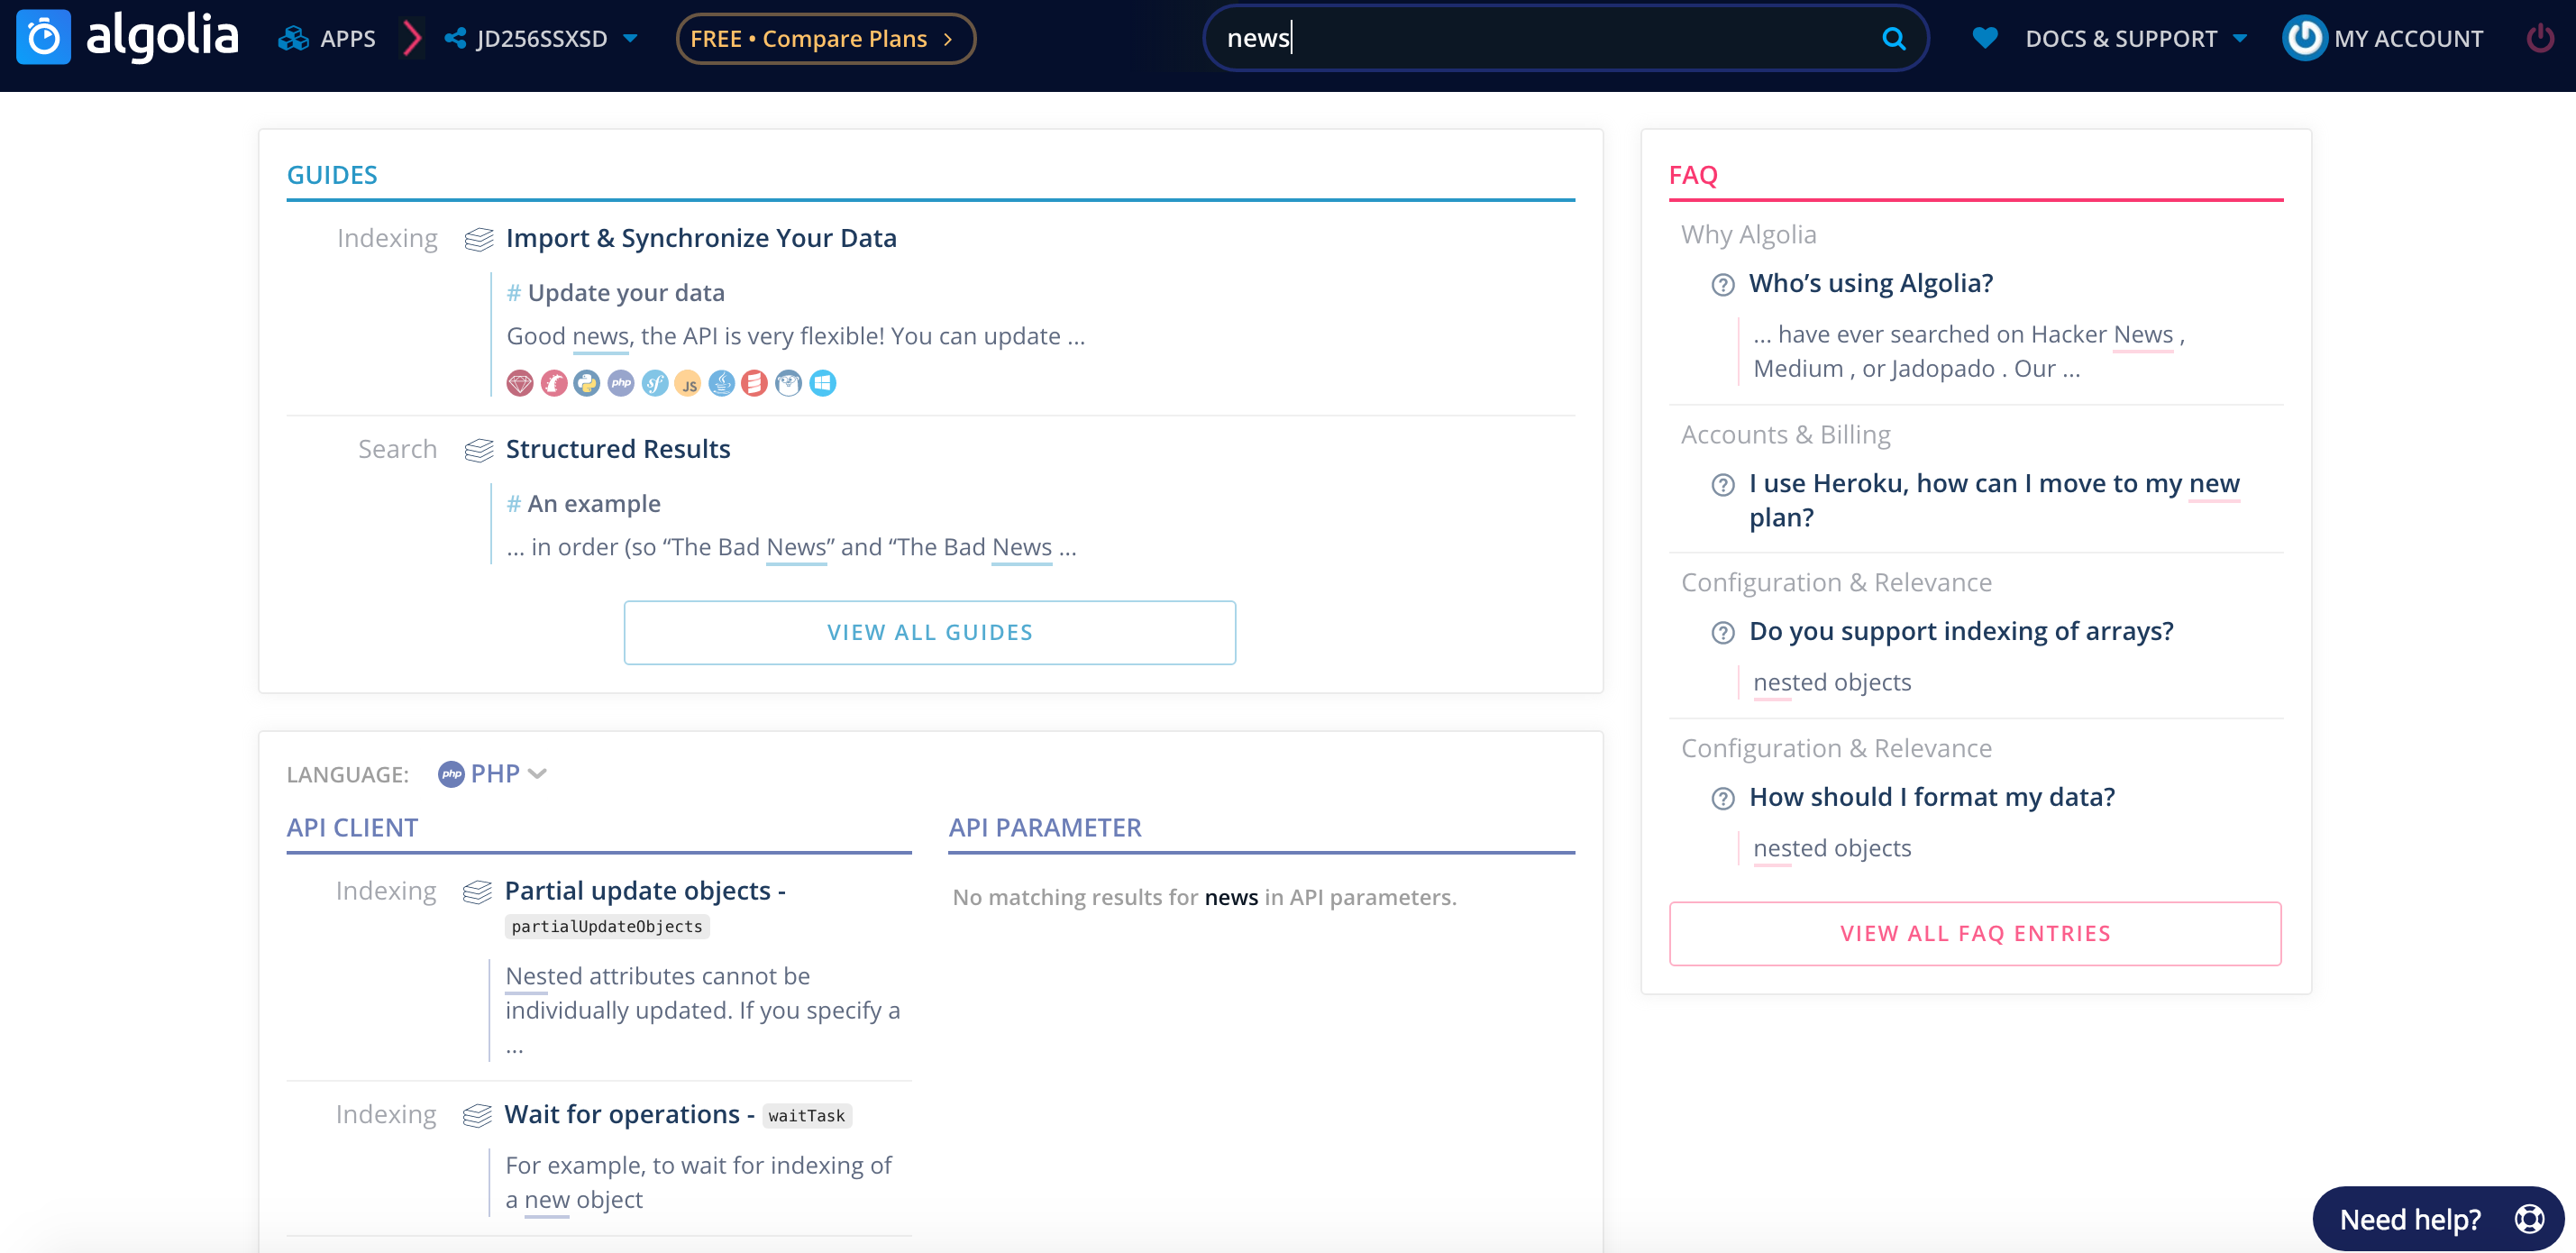 algolia
APPS
JD256SSXSD
FREE • Compare Plans >
news
DOCS & SUPPORT
MY ACCOUNT
GUIDES
Indexing
Import & Synchronize Your Data
# Update your data
Good news, the API is very flexible! You can update ...
php
sf
JS
Search
Structured Results
# An example
... in order (so “The Bad News” and “The Bad News ...
VIEW ALL GUIDES
LANGUAGE:
php
PHP
API CLIENT
Indexing
Partial update objects -
partialUpdateObjects
Nested attributes cannot be
individually updated. If you specify a
...
Indexing
Wait for operations - waitTask
For example, to wait for indexing of
a new object
API PARAMETER
No matching results for news in API parameters.
FAQ
Why Algolia
? Who’s using Algolia?
... have ever searched on Hacker News ,
Medium , or Jadopado . Our ...
Accounts & Billing
? I use Heroku, how can I move to my new
plan?
Configuration & Relevance
? Do you support indexing of arrays?
nested objects
Configuration & Relevance
? How should I format my data?
nested objects
VIEW ALL FAQ ENTRIES
Need help?